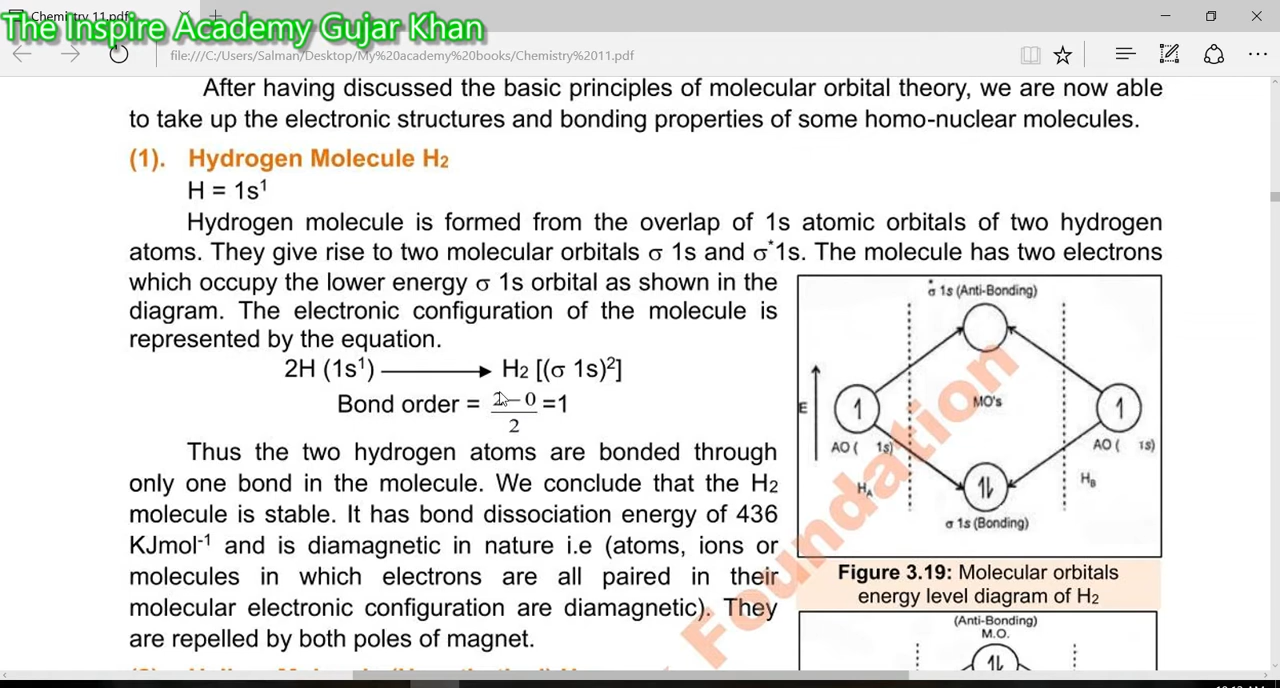 Chemistry 11.pdf
The Inspire Academy Gujar Khan
file:///C:/Users/Salman/Desktop/My%20academy%20books/Chemistry%2011.pdf
After having discussed the basic principles of molecular orbital theory, we are now able
to take up the electronic structures and bonding properties of some homo-nuclear molecules.
(1). Hydrogen Molecule H₂
H = 1s¹
Hydrogen molecule is formed from the overlap of 1s atomic orbitals of two hydrogen
atoms. They give rise to two molecular orbitals σ 1s and σ*1s. The molecule has two electrons
which occupy the lower energy σ 1s orbital as shown in the
diagram. The electronic configuration of the molecule is
represented by the equation.
2H (1s¹) ⟶ H₂ [(σ 1s)²]
Bond order = 2 – 0 =1
2
Thus the two hydrogen atoms are bonded through
only one bond in the molecule. We conclude that the H₂
molecule is stable. It has bond dissociation energy of 436
KJmol⁻¹ and is diamagnetic in nature i.e (atoms, ions or
molecules in which electrons are all paired in their
molecular electronic configuration are diamagnetic). They
are repelled by both poles of magnet.
σ* 1s (Anti-Bonding)
E
1
MO's
1
AO ( 1s)
AO ( 1s)
H_A
H_B
⥮
σ 1s (Bonding)
Figure 3.19: Molecular orbitals
energy level diagram of H₂
(Anti-Bonding)
M.O.
⥮
Foundation